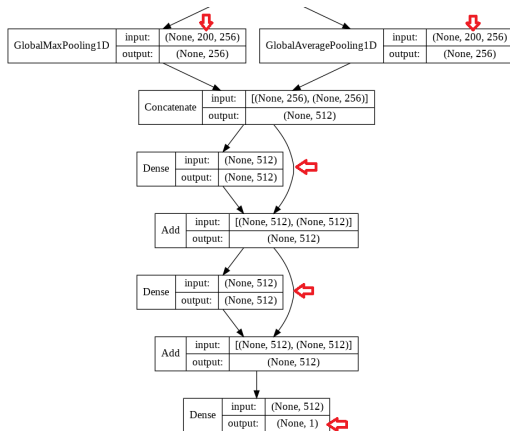 GlobalMaxPooling1D input: (None, 200, 256)
output: (None, 256)
GlobalAveragePooling1D input: (None, 200, 256)
output: (None, 256)
Concatenate input: [(None, 256), (None, 256)]
output: (None, 512)
Dense input: (None, 512)
output: (None, 512)
Add input: [(None, 512), (None, 512)]
output: (None, 512)
Dense input: (None, 512)
output: (None, 512)
Add input: [(None, 512), (None, 512)]
output: (None, 512)
Dense input: (None, 512)
output: (None, 1)